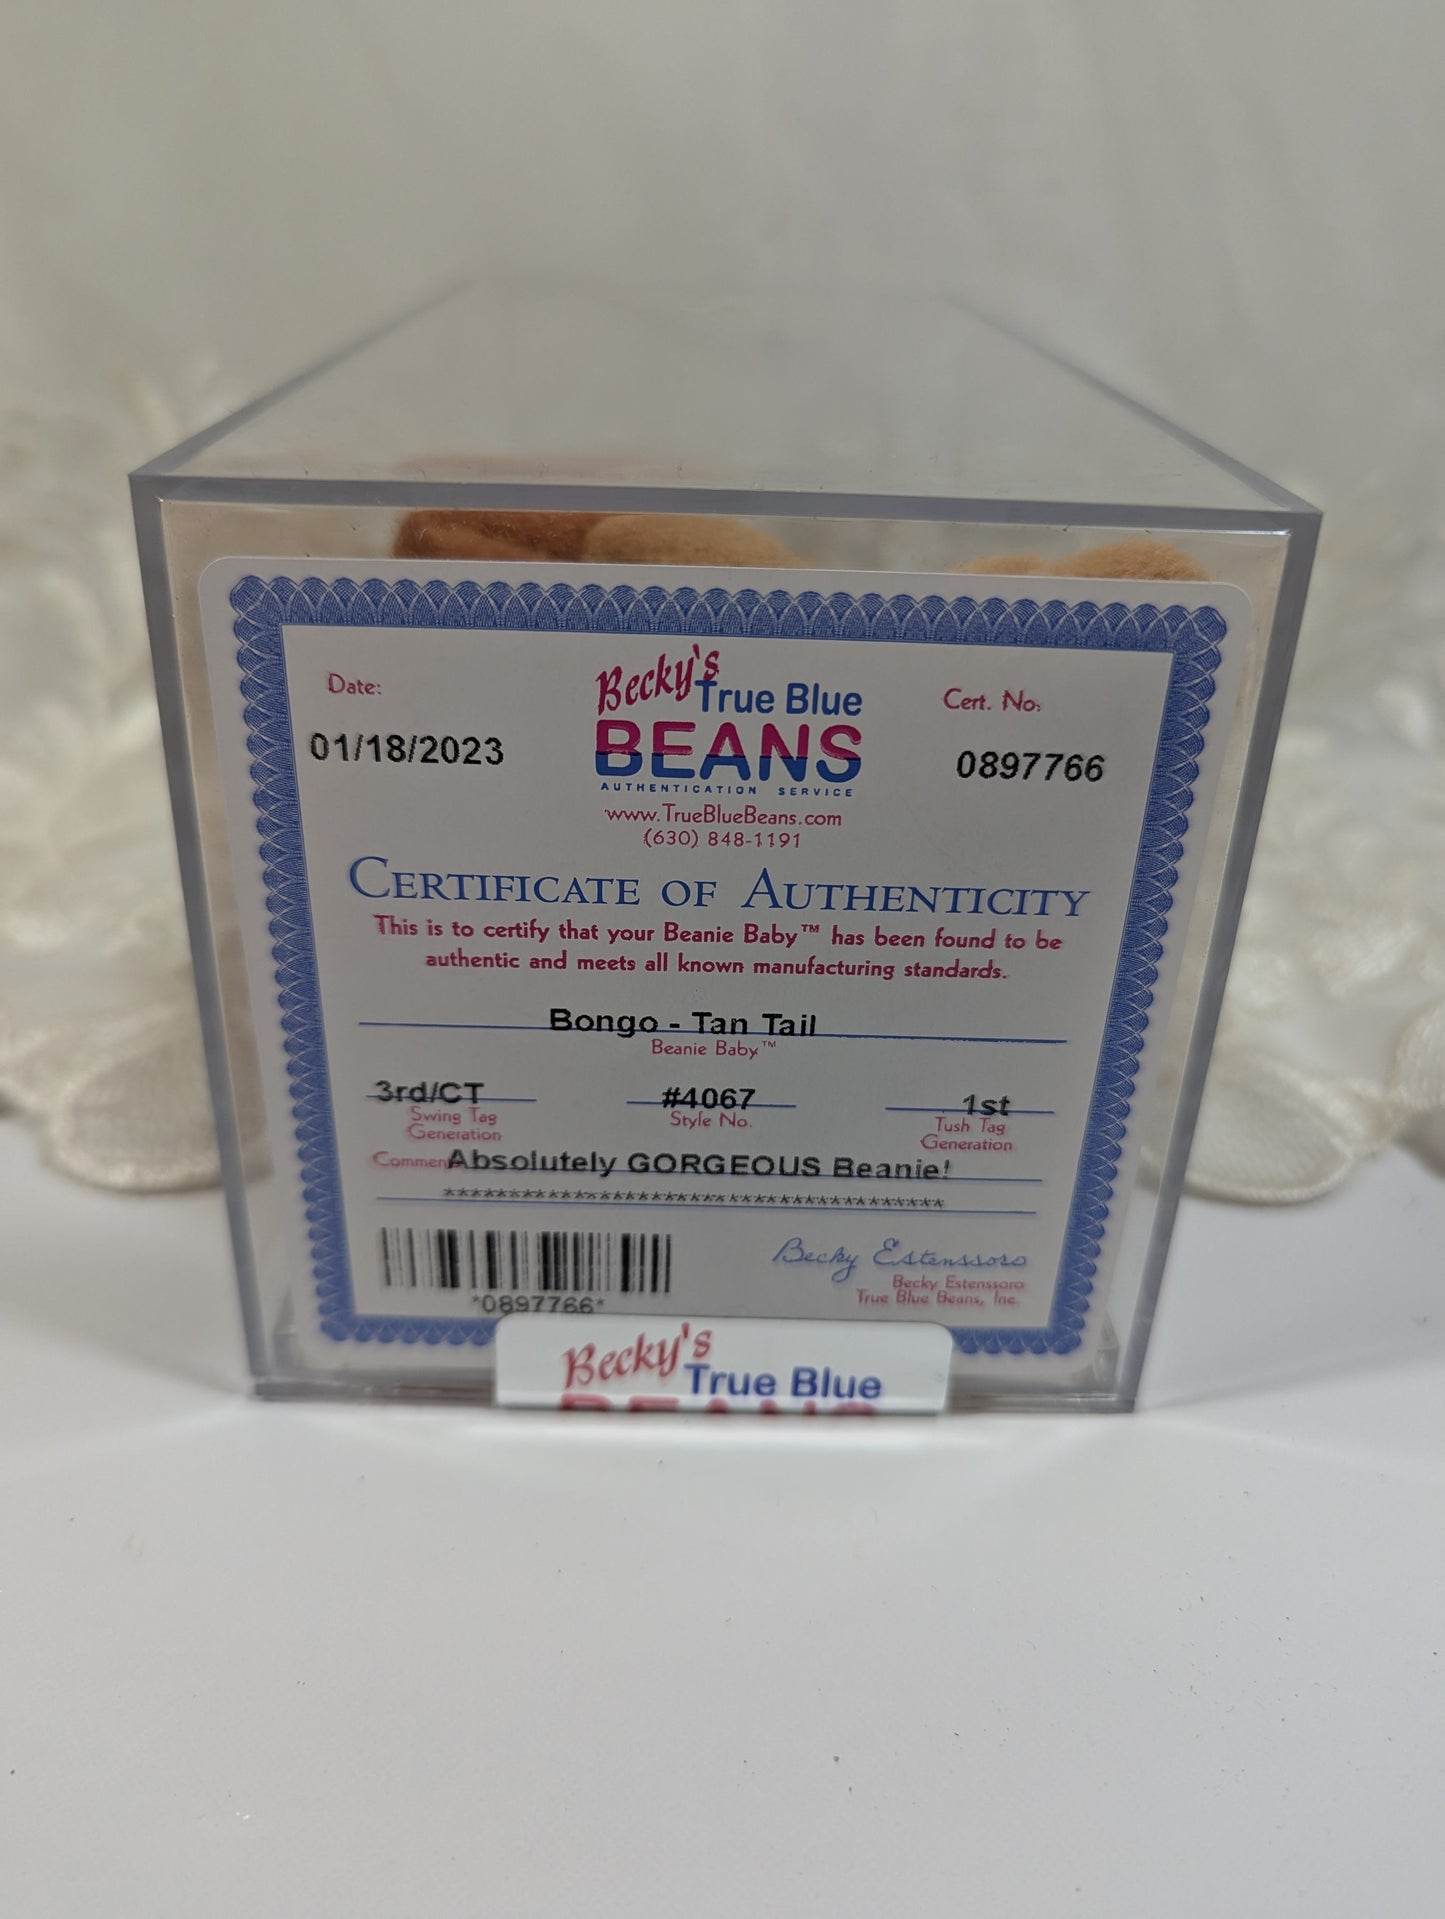 Date:
01/18/2023
Becky's
True Blue
BEANS
AUTHENTICATION SERVICE
www.TrueBlueBeans.com
(630) 848-1191
Cert. No:
0897766
CERTIFICATE OF AUTHENTICITY
This is to certify that your Beanie Baby™ has been found to be
authentic and meets all known manufacturing standards.
Bongo - Tan Tail
Beanie Baby™
3rd/CT
Swing Tag
Generation
#4067
Style No.
1st
Tush Tag
Generation
Absolutely GORGEOUS Beanie!
****************************************
*0897766*
Becky Estenssoro
Becky Estenssoro
True Blue Beans, Inc.
Becky's
True Blue
BEANS